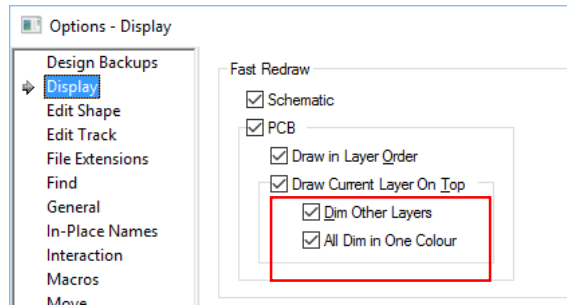 Options - Display
Design Backups
Display
Edit Shape
Edit Track
File Extensions
Find
General
In-Place Names
Interaction
Macros
Move
Fast Redraw
Schematic
PCB
Draw in Layer Order
Draw Current Layer On Top
Dim Other Layers
All Dim in One Colour